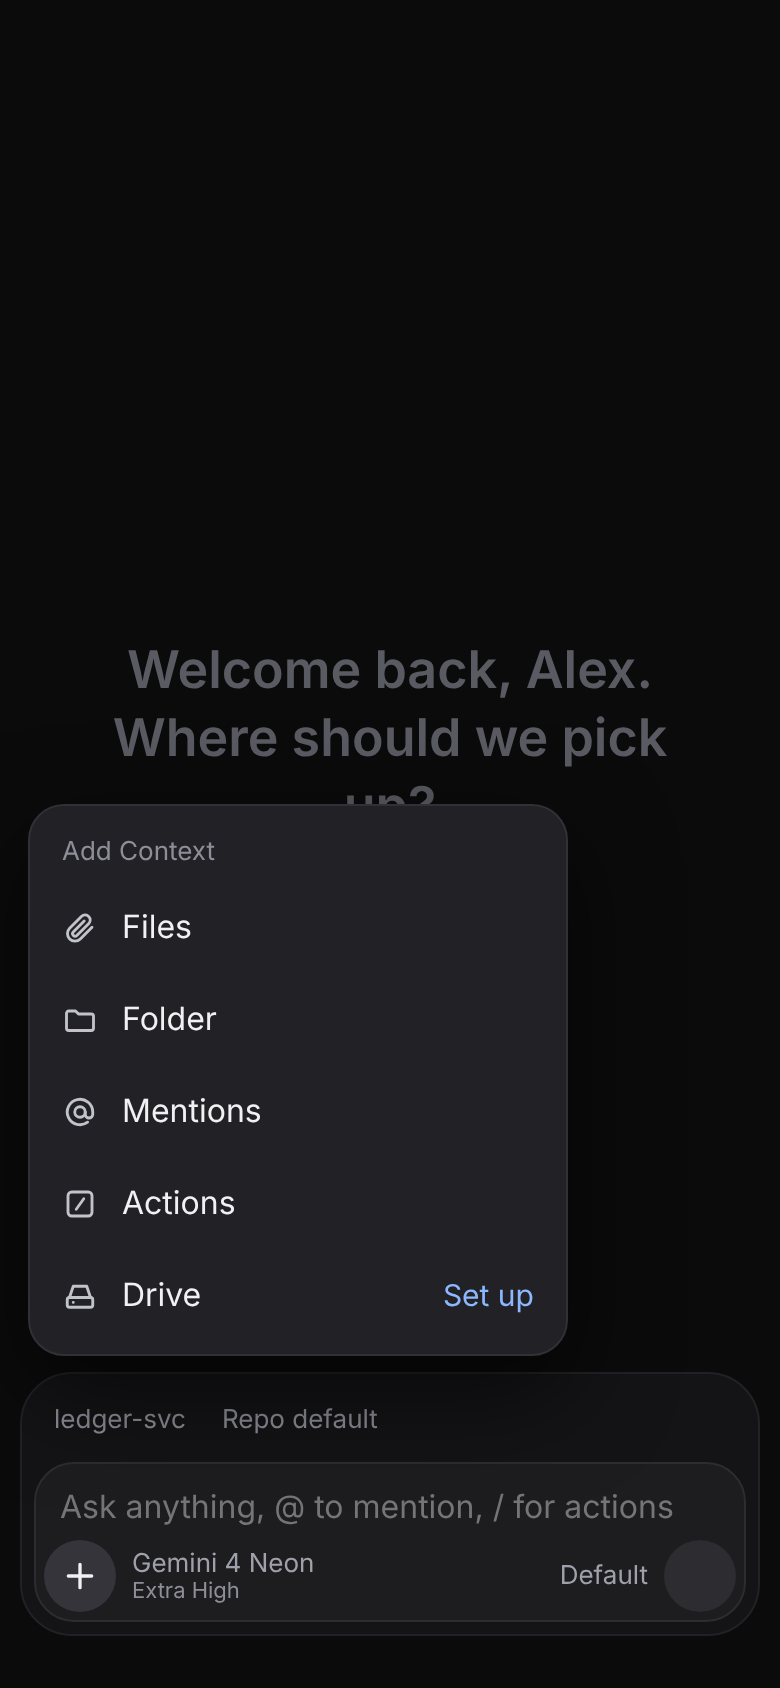 Welcome back, Alex.
Where should we pick
up?
Add Context
Files
Folder
Mentions
Actions
Drive
Set up
ledger-svc
Repo default
Ask anything, @ to mention, / for actions
Gemini 4 Neon
Extra High
Default